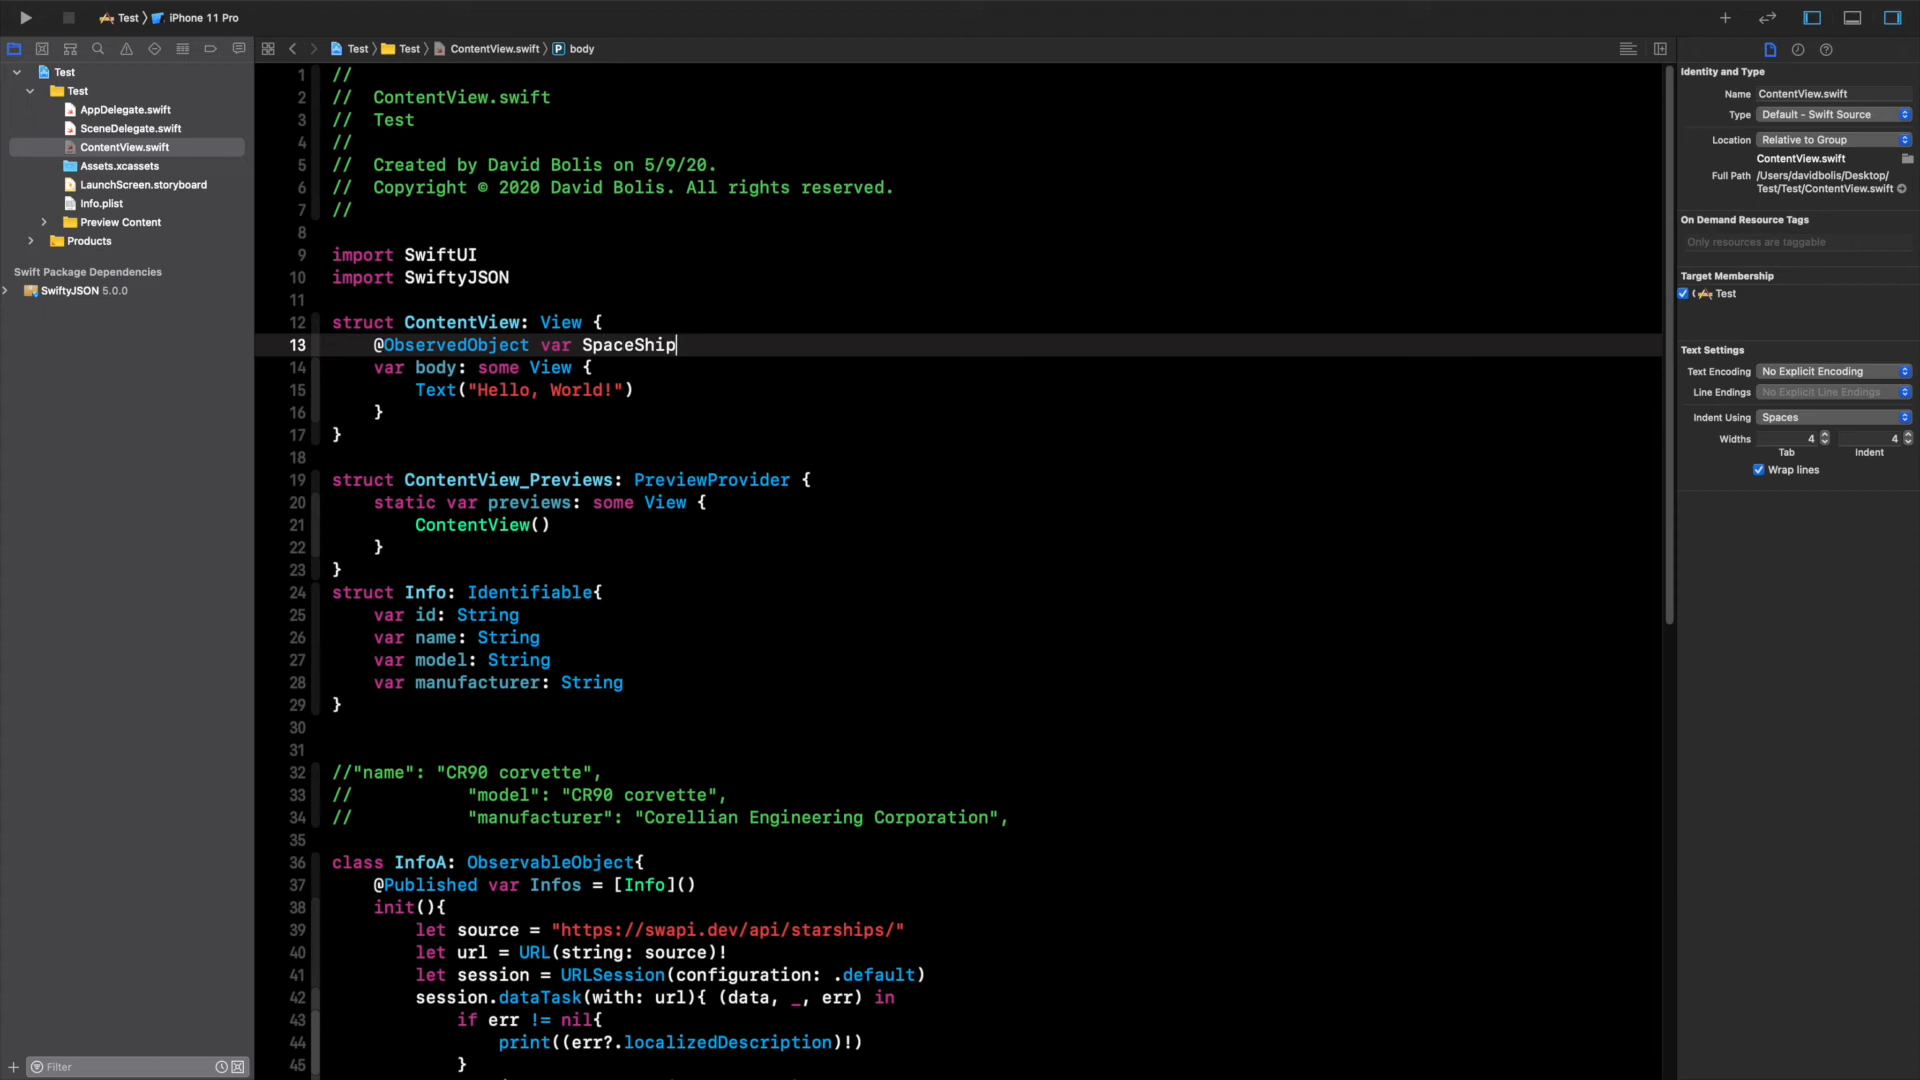 Test 〉 iPhone 11 Pro
Test 〉 Test 〉 ContentView.swift 〉 P body
Test
Test
AppDelegate.swift
SceneDelegate.swift
ContentView.swift
Assets.xcassets
LaunchScreen.storyboard
Info.plist
Preview Content
Products
Swift Package Dependencies
SwiftyJSON 5.0.0
Filter
1 //
2 //  ContentView.swift
3 //  Test
4 //
5 //  Created by David Bolis on 5/9/20.
6 //  Copyright © 2020 David Bolis. All rights reserved.
7 //
8
9 import SwiftUI
10 import SwiftyJSON
11
12 struct ContentView: View {
13     @ObservedObject var SpaceShip
14     var body: some View {
15         Text("Hello, World!")
16     }
17 }
18
19 struct ContentView_Previews: PreviewProvider {
20     static var previews: some View {
21         ContentView()
22     }
23 }
24 struct Info: Identifiable{
25     var id: String
26     var name: String
27     var model: String
28     var manufacturer: String
29 }
30
31
32 //"name": "CR90 corvette",
33 //           "model": "CR90 corvette",
34 //           "manufacturer": "Corellian Engineering Corporation",
35
36 class InfoA: ObservableObject{
37     @Published var Infos = [Info]()
38     init(){
39         let source = "https://swapi.dev/api/starships/"
40         let url = URL(string: source)!
41         let session = URLSession(configuration: .default)
42         session.dataTask(with: url){ (data, _, err) in
43             if err != nil{
44                 print((err?.localizedDescription)!)
45             }
Identity and Type
Name ContentView.swift
Type Default - Swift Source
Location Relative to Group
ContentView.swift
Full Path /Users/davidbolis/Desktop/
Test/Test/ContentView.swift
On Demand Resource Tags
Only resources are taggable
Target Membership
Test
Text Settings
Text Encoding No Explicit Encoding
Line Endings No Explicit Line Endings
Indent Using Spaces
Widths 4 4
Tab Indent
Wrap lines